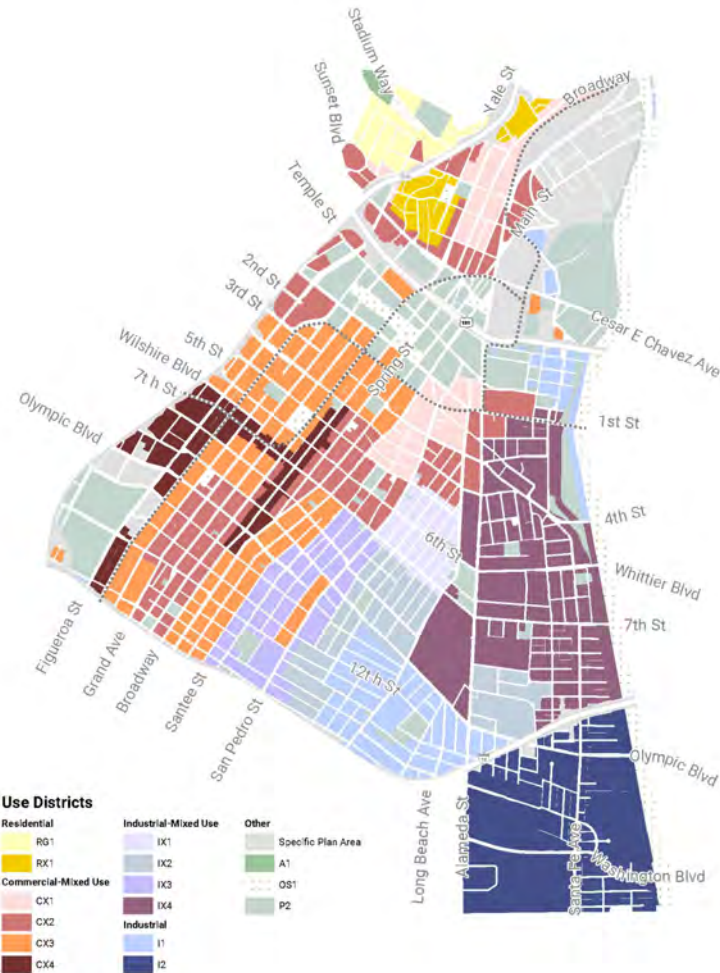 Stadium Way
Sunset Blvd
Yale St
Broadway
Temple St
Main St
2nd St
3rd St
5th St
Wilshire Blvd
7t h St
Olympic Blvd
Spring St
101
Cesar E Chavez Ave
1st St
4th St
6th St
Whittier Blvd
7th St
12th St
Figueroa St
Grand Ave
Broadway
Santee St
San Pedro St
Long Beach Ave
Alameda St
Santa Fe Ave
Olympic Blvd
Washington Blvd
Use Districts
Residential
RG1
RX1
Commercial-Mixed Use
CX1
CX2
CX3
CX4
Industrial-Mixed Use
IX1
IX2
IX3
IX4
Industrial
I1
I2
Other
Specific Plan Area
A1
OS1
P2